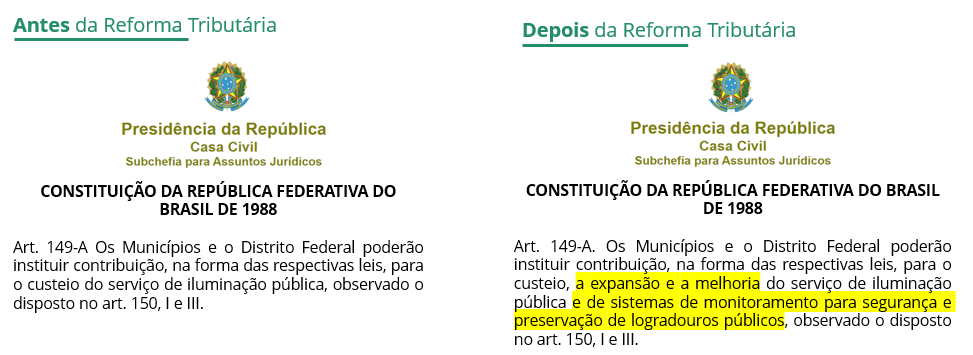 Antes da Reforma Tributária
Presidência da República
Casa Civil
Subchefia para Assuntos Jurídicos
CONSTITUIÇÃO DA REPÚBLICA FEDERATIVA DO
BRASIL DE 1988
Art. 149-A Os Municípios e o Distrito Federal poderão
instituir contribuição, na forma das respectivas leis, para
o custeio do serviço de iluminação pública, observado o
disposto no art. 150, I e III.
Depois da Reforma Tributária
Presidência da República
Casa Civil
Subchefia para Assuntos Jurídicos
CONSTITUIÇÃO DA REPÚBLICA FEDERATIVA DO BRASIL
DE 1988
Art. 149-A. Os Municípios e o Distrito Federal poderão
instituir contribuição, na forma das respectivas leis, para o
custeio, a expansão e a melhoria do serviço de iluminação
pública e de sistemas de monitoramento para segurança e
preservação de logradouros públicos, observado o disposto
no art. 150, I e III.